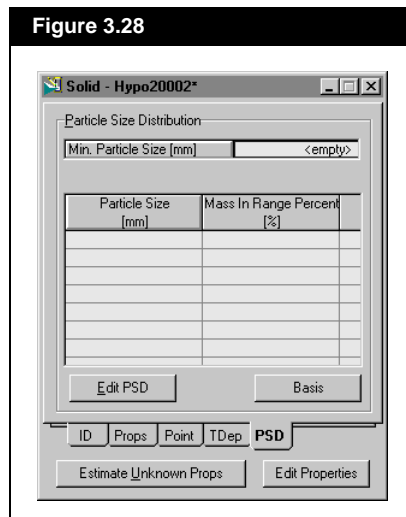 Figure 3.28
Solid - Hypo20002*
Particle Size Distribution
Min. Particle Size [mm] <empty>
Particle Size Mass In Range Percent
[mm] [%]
Edit PSD Basis
ID Props Point TDep PSD
Estimate Unknown Props Edit Properties